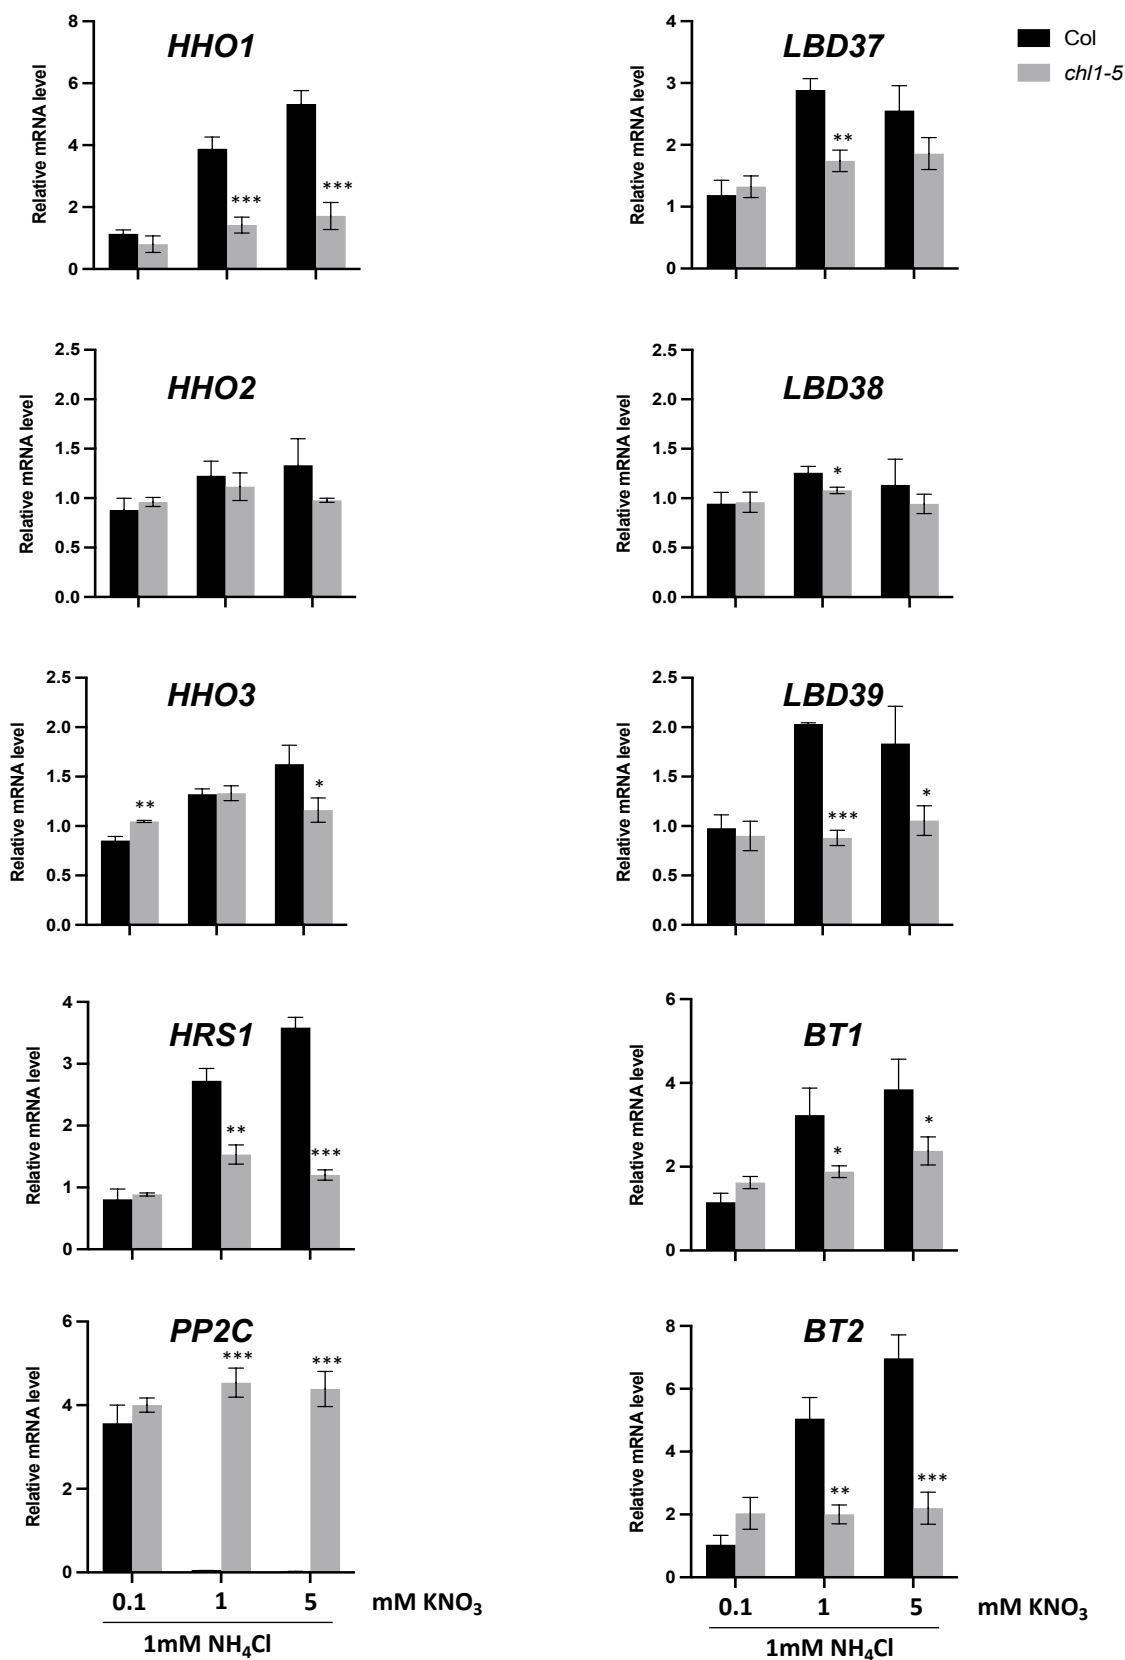 HHO1
Relative mRNA level
8
6
4
2
0
***
***
LBD37
Relative mRNA level
4
3
2
1
0
**
Col
chl1-5
HHO2
Relative mRNA level
2.5
2.0
1.5
1.0
0.5
0.0
LBD38
Relative mRNA level
2.5
2.0
1.5
1.0
0.5
0.0
*
HHO3
Relative mRNA level
2.5
2.0
1.5
1.0
0.5
0.0
**
*
LBD39
Relative mRNA level
2.5
2.0
1.5
1.0
0.5
0.0
***
*
HRS1
Relative mRNA level
4
3
2
1
0
**
***
BT1
Relative mRNA level
6
4
2
0
*
*
PP2C
Relative mRNA level
6
4
2
0
***
***
0.1 1 5 mM KNO₃
1mM NH₄Cl
BT2
Relative mRNA level
8
6
4
2
0
**
***
0.1 1 5 mM KNO₃
1mM NH₄Cl